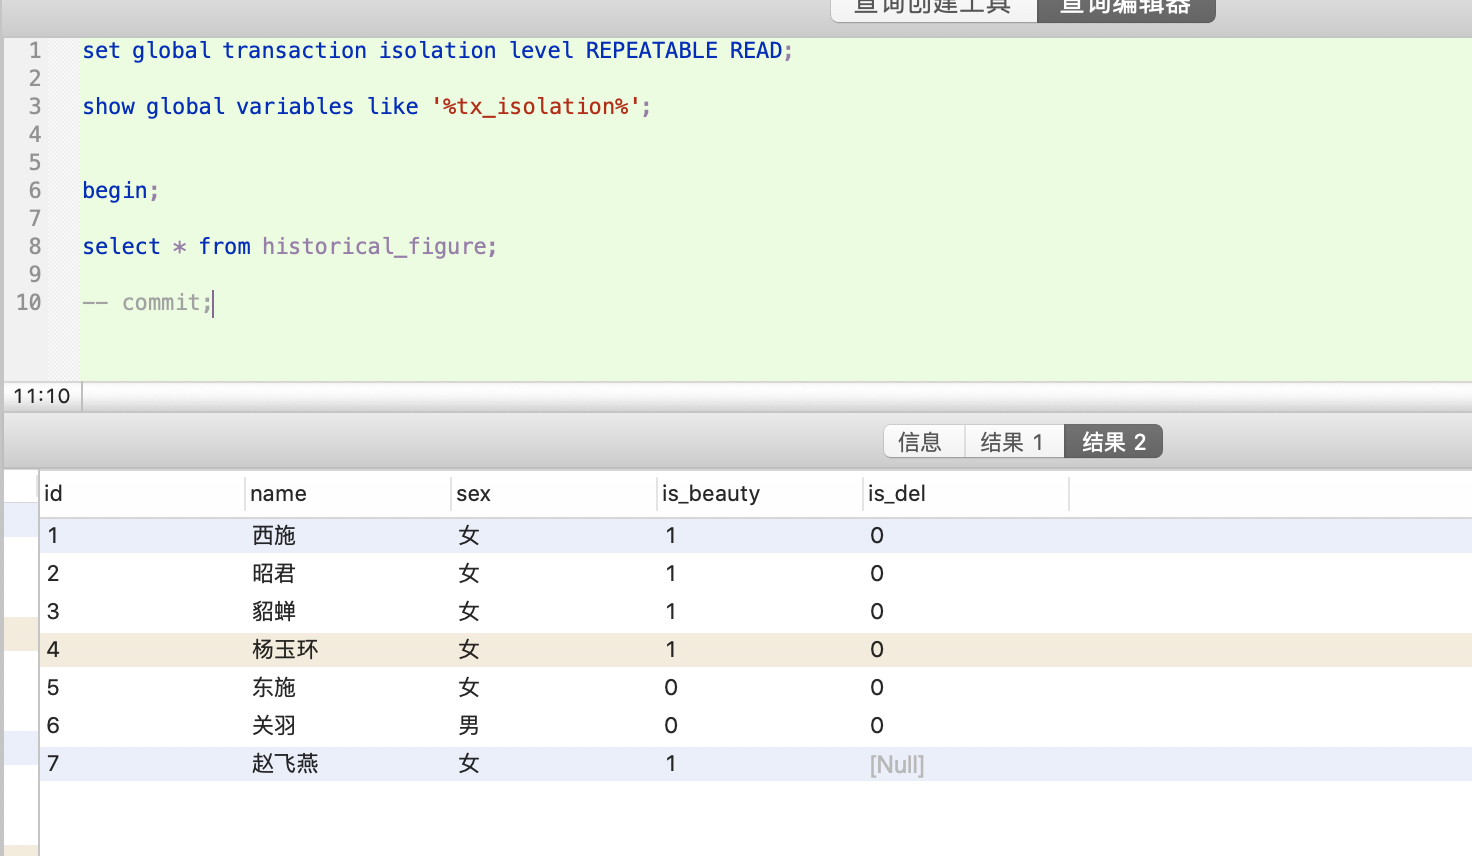 查询创建工具 查询编辑器
1 set global transaction isolation level REPEATABLE READ;
2
3 show global variables like '%tx_isolation%';
4
5
6 begin;
7
8 select * from historical_figure;
9
10 -- commit;
11:10
信息 结果 1 结果 2
id name sex is_beauty is_del
1 西施 女 1 0
2 昭君 女 1 0
3 貂蝉 女 1 0
4 杨玉环 女 1 0
5 东施 女 0 0
6 关羽 男 0 0
7 赵飞燕 女 1 [Null]